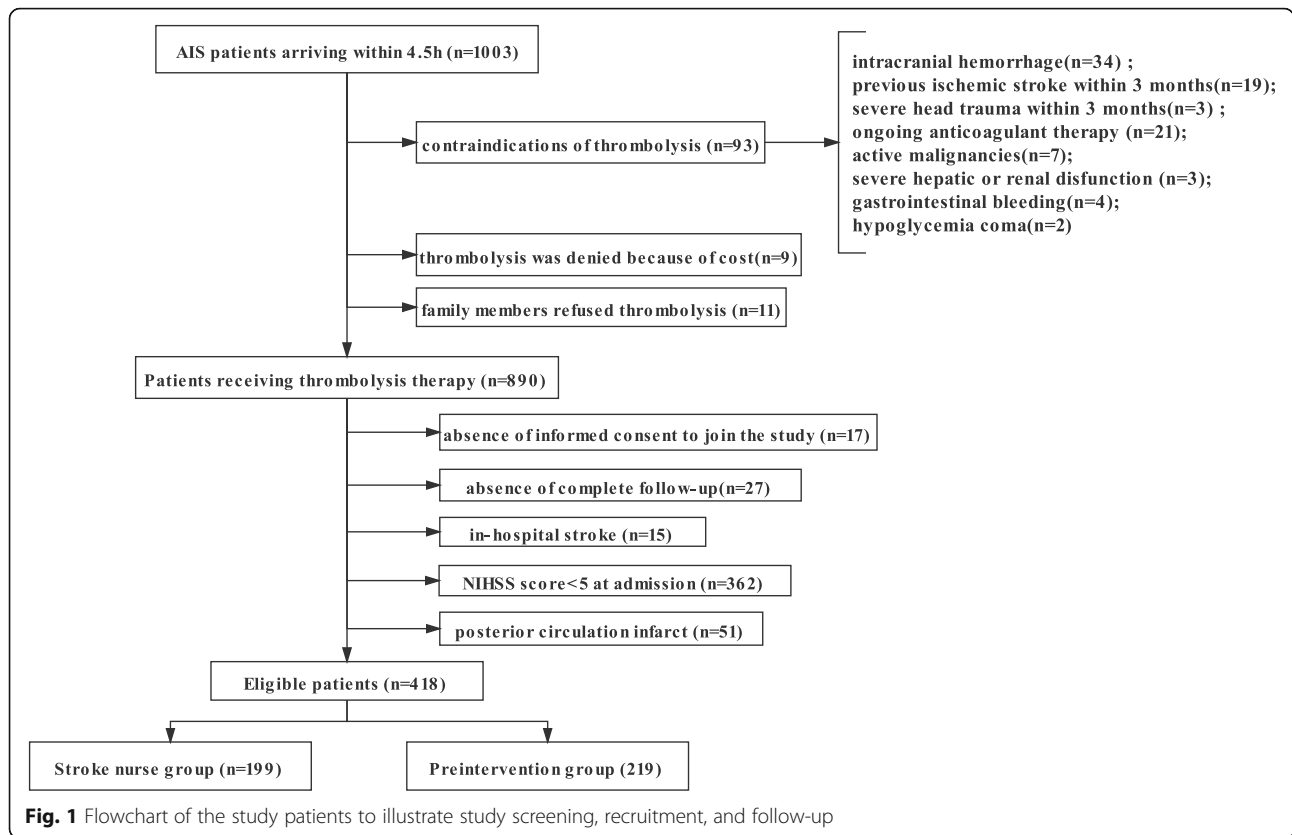 AIS patients arriving within 4.5h (n=1003)
contraindications of thrombolysis (n=93)
intracranial hemorrhage(n=34) ;
previous ischemic stroke within 3 months(n=19);
severe head trauma within 3 months(n=3) ;
ongoing anticoagulant therapy (n=21);
active malignancies(n=7);
severe hepatic or renal disfunction (n=3);
gastrointestinal bleeding(n=4);
hypoglycemia coma(n=2)
thrombolysis was denied because of cost(n=9)
family members refused thrombolysis (n=11)
Patients receiving thrombolysis therapy (n=890)
absence of informed consent to join the study (n=17)
absence of complete follow-up(n=27)
in-hospital stroke (n=15)
NIHSS score<5 at admission (n=362)
posterior circulation infarct (n=51)
Eligible patients (n=418)
Stroke nurse group (n=199)
Preintervention group (219)
Fig. 1 Flowchart of the study patients to illustrate study screening, recruitment, and follow-up